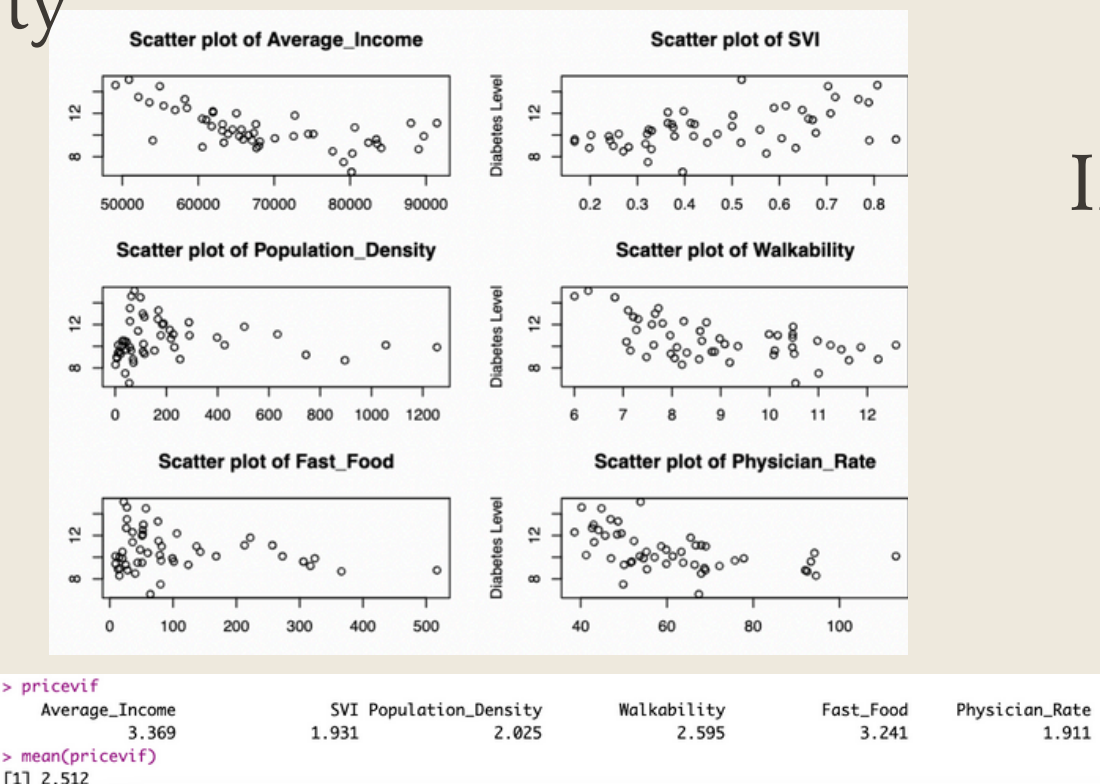 ty
Scatter plot of Average_Income
Scatter plot of SVI
12
8
50000 60000 70000 80000 90000
Diabetes Level
12
8
0.2 0.3 0.4 0.5 0.6 0.7 0.8
Scatter plot of Population_Density
Scatter plot of Walkability
12
8
0 200 400 600 800 1000 1200
Diabetes Level
12
8
6 7 8 9 10 11 12
Scatter plot of Fast_Food
Scatter plot of Physician_Rate
12
8
0 100 200 300 400 500
Diabetes Level
12
8
40 60 80 100
> pricevif
Average_Income SVI Population_Density Walkability Fast_Food Physician_Rate
3.369 1.931 2.025 2.595 3.241 1.911
> mean(pricevif)
[1] 2.512